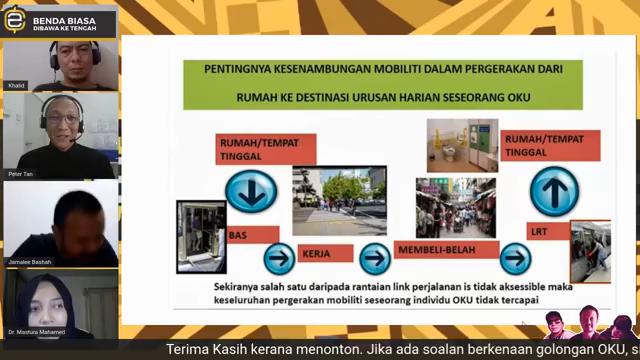 BENDA BIASA
DIBAWA KE TENGAH
Khalid
Peter Tan
Jamalee Bashah
Dr. Mastura Mahamed
PENTINGNYA KESENAMBUNGAN MOBILITI DALAM PERGERAKAN DARI
RUMAH KE DESTINASI URUSAN HARIAN SESEORANG OKU
RUMAH/TEMPAT
TINGGAL
BAS
KERJA
MEMBELI-BELAH
LRT
RUMAH/TEMPAT
TINGGAL
Sekiranya salah satu daripada rantaian link perjalanan is tidak aksessible maka
keseluruhan pergerakan mobiliti seseorang individu OKU tidak tercapai
Terima Kasih kerana menonton. Jika ada soalan berkenaan golongan OKU, s